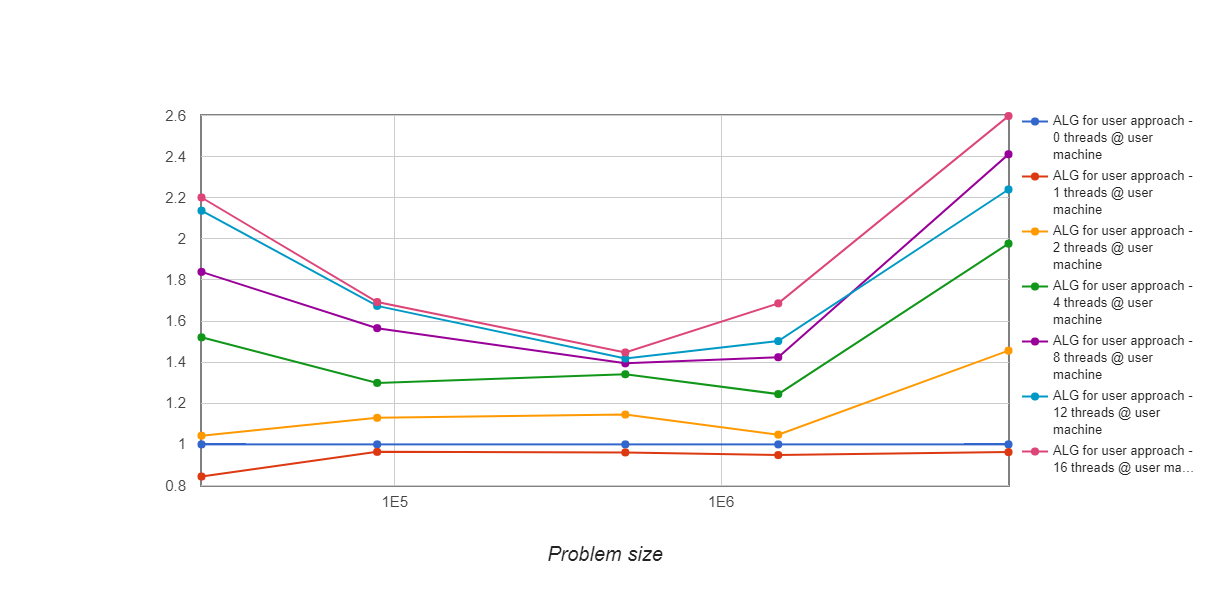 2.6
2.4
2.2
2
1.8
1.6
1.4
1.2
1
0.8
1E5
1E6
Problem size
ALG for user approach -
0 threads @ user
machine
ALG for user approach -
1 threads @ user
machine
ALG for user approach -
2 threads @ user
machine
ALG for user approach -
4 threads @ user
machine
ALG for user approach -
8 threads @ user
machine
ALG for user approach -
12 threads @ user
machine
ALG for user approach -
16 threads @ user ma…